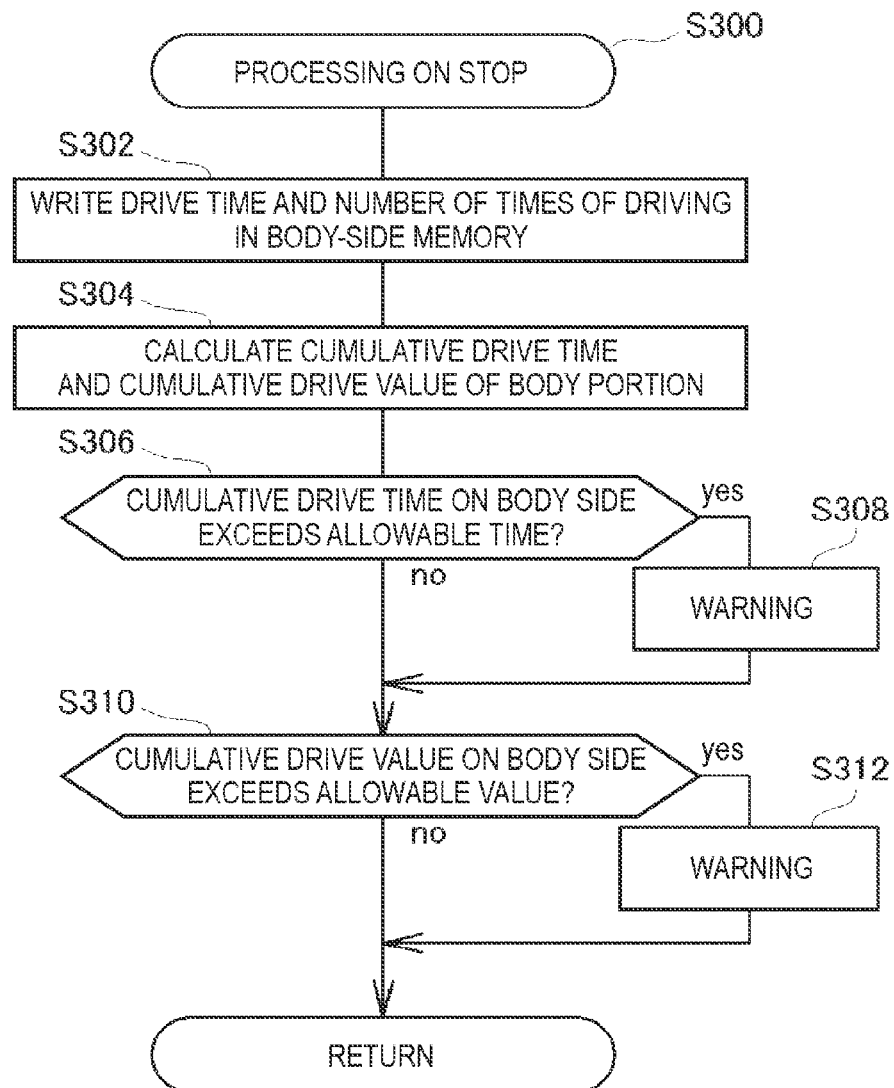 S300
PROCESSING ON STOP
S302
WRITE DRIVE TIME AND NUMBER OF TIMES OF DRIVING
IN BODY-SIDE MEMORY
S304
CALCULATE CUMULATIVE DRIVE TIME
AND CUMULATIVE DRIVE VALUE OF BODY PORTION
S306
CUMULATIVE DRIVE TIME ON BODY SIDE
EXCEEDS ALLOWABLE TIME?
yes
no
S308
WARNING
S310
CUMULATIVE DRIVE VALUE ON BODY SIDE
EXCEEDS ALLOWABLE VALUE?
yes
no
S312
WARNING
RETURN